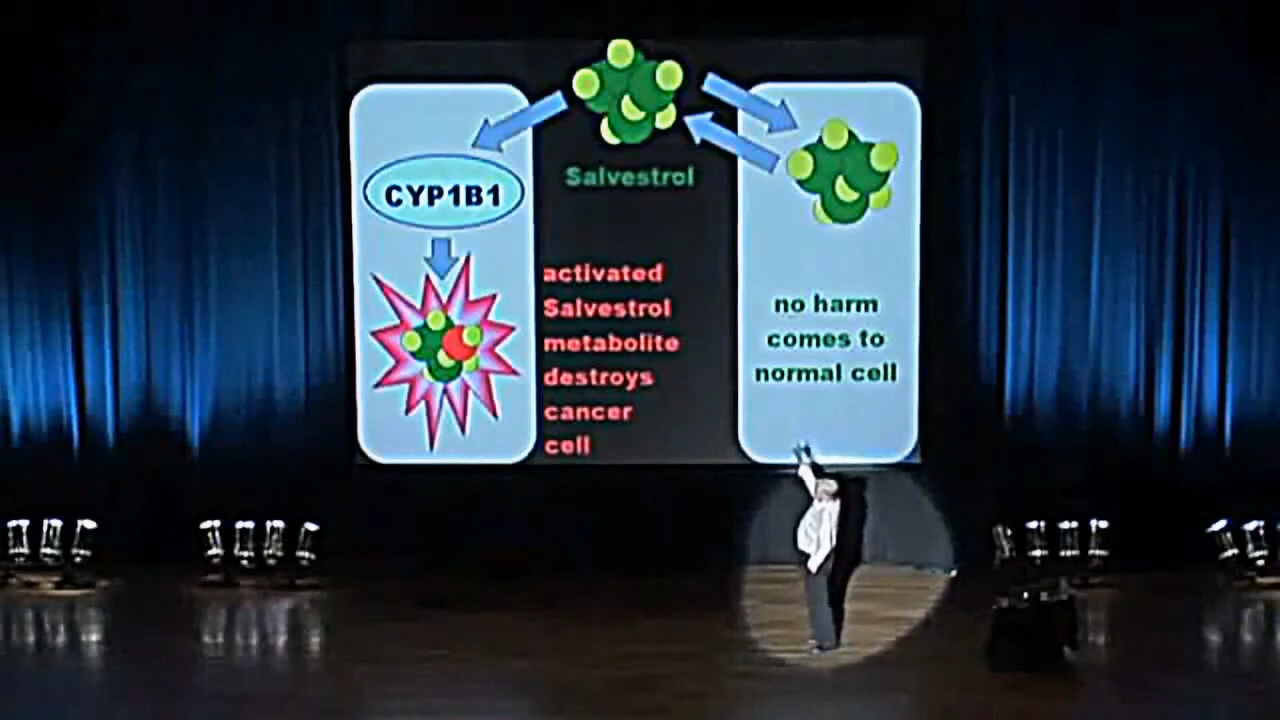 Salvestrol
CYP1B1
activated
Salvestrol
metabolite
destroys
cancer
cell
no harm
comes to
normal cell